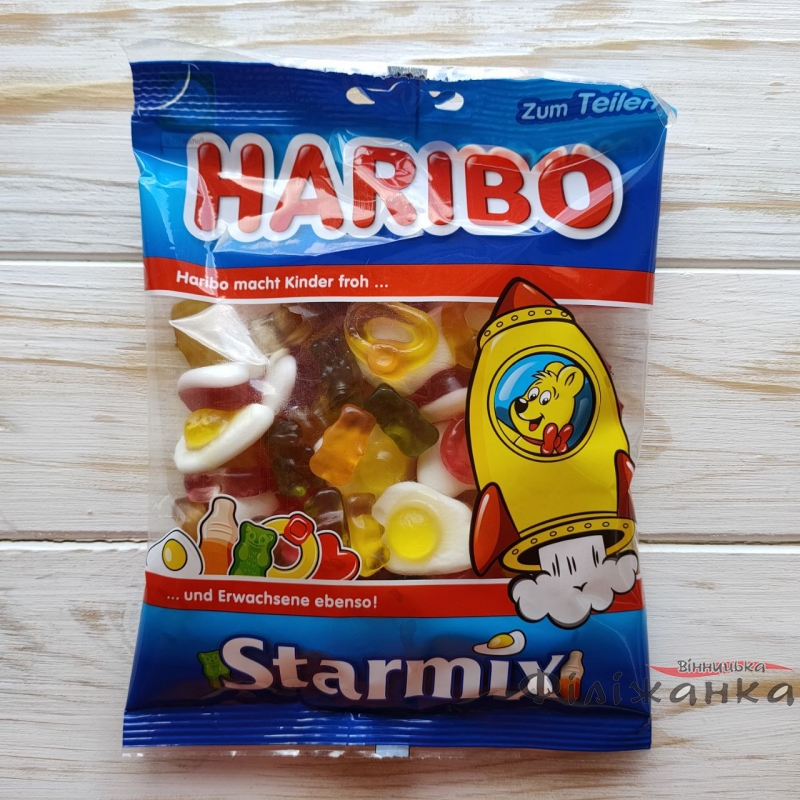 Zum Teilen
HARIBO
Haribo macht Kinder froh ...
... und Erwachsene ebenso!
Starmix
Вінницька
Філіжанка